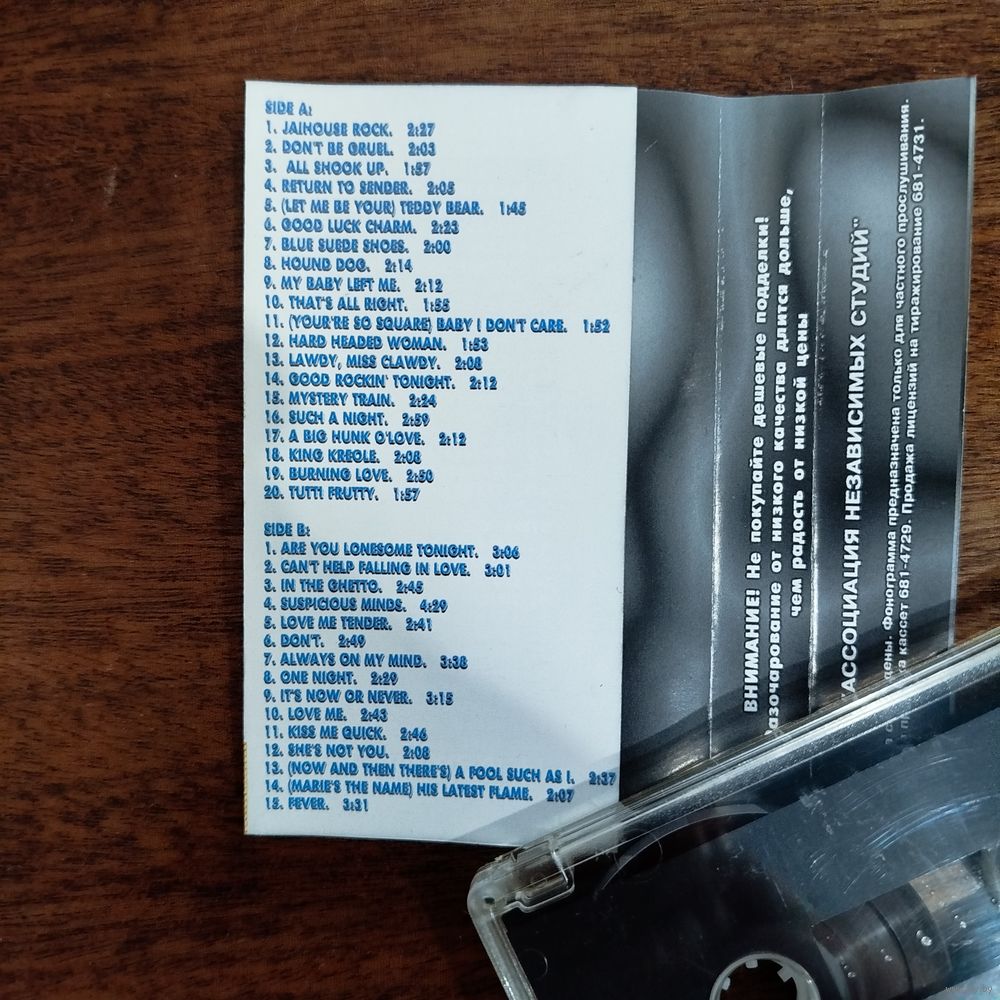 SIDE A:
1. JAIHOUSE ROCK. 2:27
2. DON'T BE CRUEL. 2:03
3. ALL SHOOK UP. 1:57
4. RETURN TO SENDER. 2:05
5. (LET ME BE YOUR) TEDDY BEAR. 1:45
6. GOOD LUCK CHARM. 2:23
7. BLUE SUEDE SHOES. 2:00
8. HOUND DOG. 2:14
9. MY BABY LEFT ME. 2:12
10. THAT'S ALL RIGHT. 1:55
11. (YOUR'RE SO SQUARE) BABY I DON'T CARE. 1:52
12. HARD HEADED WOMAN. 1:53
13. LAWDY, MISS CLAWDY. 2:08
14. GOOD ROCKIN' TONIGHT. 2:12
15. MYSTERY TRAIN. 2:24
16. SUCH A NIGHT. 2:59
17. A BIG HUNK O'LOVE. 2:12
18. KING KREOLE. 2:08
19. BURNING LOVE. 2:50
20. TUTTI FRUTTY. 1:57
SIDE B:
1. ARE YOU LONESOME TONIGHT. 3:06
2. CAN'T HELP FALLING IN LOVE. 3:01
3. IN THE GHETTO. 2:45
4. SUSPICIOUS MINDS. 4:29
5. LOVE ME TENDER. 2:41
6. DON'T. 2:49
7. ALWAYS ON MY MIND. 3:38
8. ONE NIGHT. 2:29
9. IT'S NOW OR NEVER. 3:15
10. LOVE ME. 2:43
11. KISS ME QUICK. 2:46
12. SHE'S NOT YOU. 2:08
13. (NOW AND THEN THERE'S) A FOOL SUCH AS I. 2:37
14. (MARIE'S THE NAME) HIS LATEST FLAME. 2:07
15. FEVER. 3:31
ВНИМАНИЕ! Не покупайте дешевые подделки!
азочарование от низкого качества длится дольше,
чем радость от низкой цены
АССОЦИАЦИЯ НЕЗАВИСИМЫХ СТУДИЙ"
Фонограмма предназначена только для частного прослушивания.
кассет 681-4729. Продажа лицензий на тиражирование 681-4731.